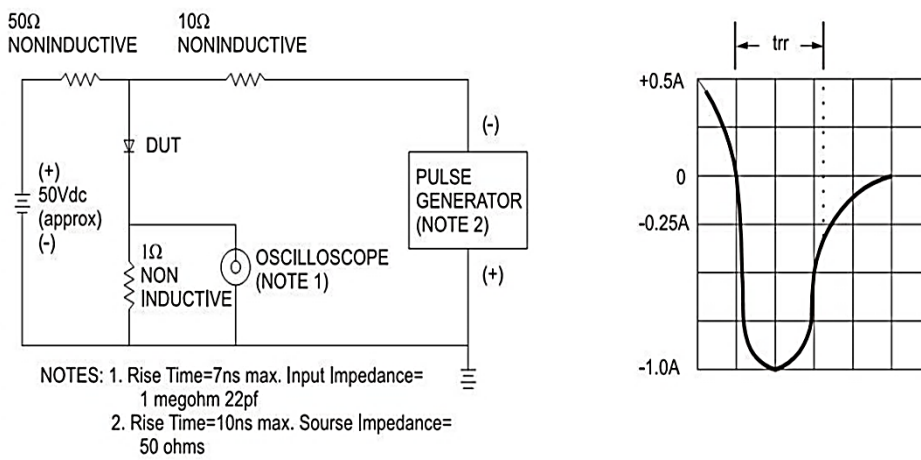 50Ω
NONINDUCTIVE
10Ω
NONINDUCTIVE
DUT
(+)
50Vdc
(approx)
(-)
1Ω
NON
INDUCTIVE
OSCILLOSCOPE
(NOTE 1)
(-)
PULSE
GENERATOR
(NOTE 2)
(+)
NOTES: 1. Rise Time=7ns max. Input Impedance=
1 megohm 22pf
2. Rise Time=10ns max. Sourse Impedance=
50 ohms
trr
+0.5A
0
-0.25A
-1.0A